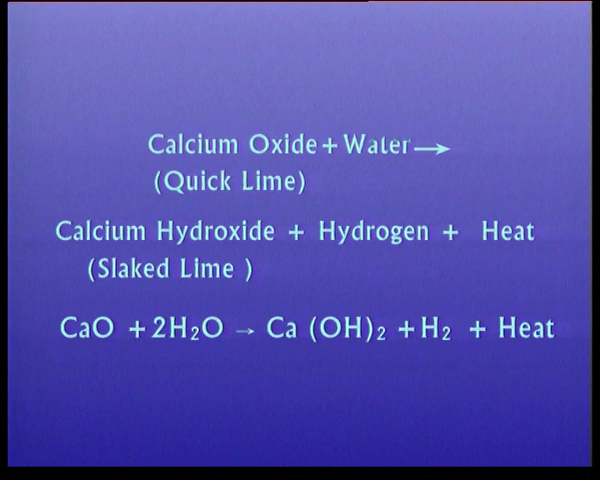 Calcium Oxide + Water →
(Quick Lime)
Calcium Hydroxide + Hydrogen + Heat
(Slaked Lime )
CaO + 2H₂O → Ca (OH)₂ + H₂ + Heat